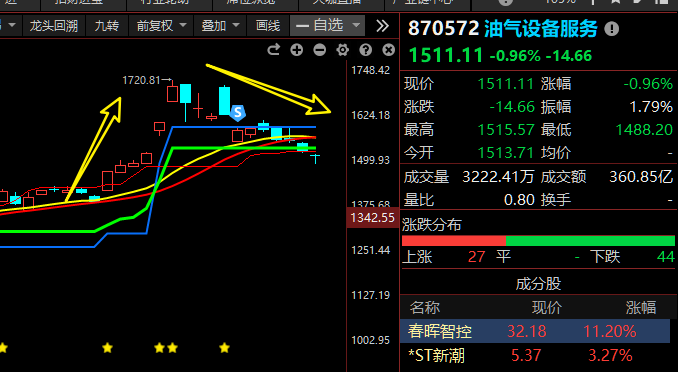 龙头回溯 九转 前复权 叠加 画线 一自选
870572 油气设备服务
1511.11 -0.96% -14.66
1748.42
1720.81
1624.18
1499.93
1375.68
1342.55
1251.44
1127.19
1002.95
S
现价 1511.11 涨幅 -0.96%
涨跌 -14.66 振幅 1.79%
最高 1515.57 最低 1488.20
今开 1513.71 均价 -
成交量 3222.41万 成交额 360.85亿
量比 0.80 换手 -
涨跌分布
上涨 27 平 - 下跌 44
成分股
名称 现价 涨幅
春晖智控 32.18 11.20%
*ST新潮 5.37 3.27%